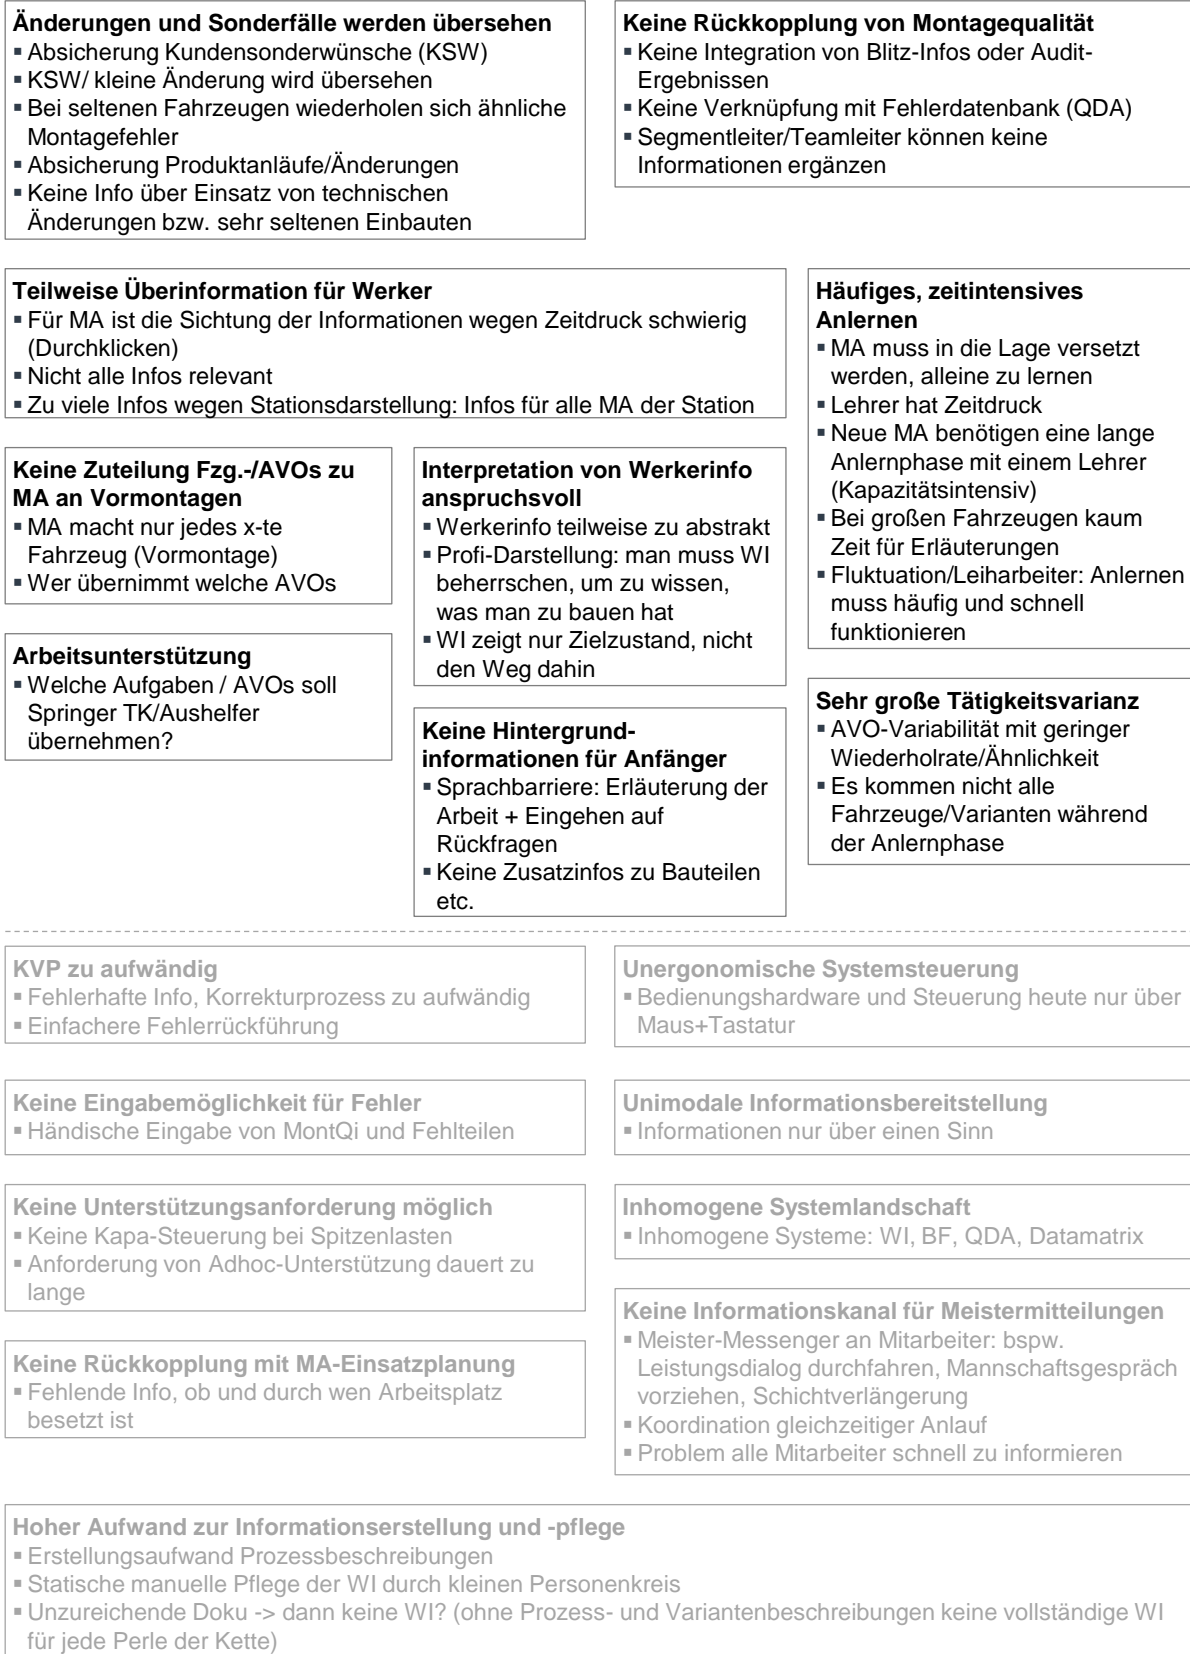 Änderungen und Sonderfälle werden übersehen
▪ Absicherung Kundensonderwünsche (KSW)
▪ KSW/ kleine Änderung wird übersehen
▪ Bei seltenen Fahrzeugen wiederholen sich ähnliche
Montagefehler
▪ Absicherung Produktanläufe/Änderungen
▪ Keine Info über Einsatz von technischen
Änderungen bzw. sehr seltenen Einbauten
Keine Rückkopplung von Montagequalität
▪ Keine Integration von Blitz-Infos oder Audit-
Ergebnissen
▪ Keine Verknüpfung mit Fehlerdatenbank (QDA)
▪ Segmentleiter/Teamleiter können keine
Informationen ergänzen
Teilweise Überinformation für Werker
▪ Für MA ist die Sichtung der Informationen wegen Zeitdruck schwierig
(Durchklicken)
▪ Nicht alle Infos relevant
▪ Zu viele Infos wegen Stationsdarstellung: Infos für alle MA der Station
Häufiges, zeitintensives
Anlernen
▪ MA muss in die Lage versetzt
werden, alleine zu lernen
▪ Lehrer hat Zeitdruck
▪ Neue MA benötigen eine lange
Anlernphase mit einem Lehrer
(Kapazitätsintensiv)
▪ Bei großen Fahrzeugen kaum
Zeit für Erläuterungen
▪ Fluktuation/Leiharbeiter: Anlernen
muss häufig und schnell
funktionieren
Keine Zuteilung Fzg.-/AVOs zu
MA an Vormontagen
▪ MA macht nur jedes x-te
Fahrzeug (Vormontage)
▪ Wer übernimmt welche AVOs
Interpretation von Werkerinfo
anspruchsvoll
▪ Werkerinfo teilweise zu abstrakt
▪ Profi-Darstellung: man muss WI
beherrschen, um zu wissen,
was man zu bauen hat
▪ WI zeigt nur Zielzustand, nicht
den Weg dahin
Arbeitsunterstützung
▪ Welche Aufgaben / AVOs soll
Springer TK/Aushelfer
übernehmen?
Sehr große Tätigkeitsvarianz
▪ AVO-Variabilität mit geringer
Wiederholrate/Ähnlichkeit
▪ Es kommen nicht alle
Fahrzeuge/Varianten während
der Anlernphase
Keine Hintergrund-
informationen für Anfänger
▪ Sprachbarriere: Erläuterung der
Arbeit + Eingehen auf
Rückfragen
▪ Keine Zusatzinfos zu Bauteilen
etc.
KVP zu aufwändig
▪ Fehlerhafte Info, Korrekturprozess zu aufwändig
▪ Einfachere Fehlerrückführung
Unergonomische Systemsteuerung
▪ Bedienungshardware und Steuerung heute nur über
Maus+Tastatur
Keine Eingabemöglichkeit für Fehler
▪ Händische Eingabe von MontQi und Fehlteilen
Unimodale Informationsbereitstellung
▪ Informationen nur über einen Sinn
Keine Unterstützungsanforderung möglich
▪ Keine Kapa-Steuerung bei Spitzenlasten
▪ Anforderung von Adhoc-Unterstützung dauert zu
lange
Inhomogene Systemlandschaft
▪ Inhomogene Systeme: WI, BF, QDA, Datamatrix
Keine Rückkopplung mit MA-Einsatzplanung
▪ Fehlende Info, ob und durch wen Arbeitsplatz
besetzt ist
Keine Informationskanal für Meistermitteilungen
▪ Meister-Messenger an Mitarbeiter: bspw.
Leistungsdialog durchfahren, Mannschaftsgespräch
vorziehen, Schichtverlängerung
▪ Koordination gleichzeitiger Anlauf
▪ Problem alle Mitarbeiter schnell zu informieren
Hoher Aufwand zur Informationserstellung und -pflege
▪ Erstellungsaufwand Prozessbeschreibungen
▪ Statische manuelle Pflege der WI durch kleinen Personenkreis
▪ Unzureichende Doku -> dann keine WI? (ohne Prozess- und Variantenbeschreibungen keine vollständige WI
für jede Perle der Kette)